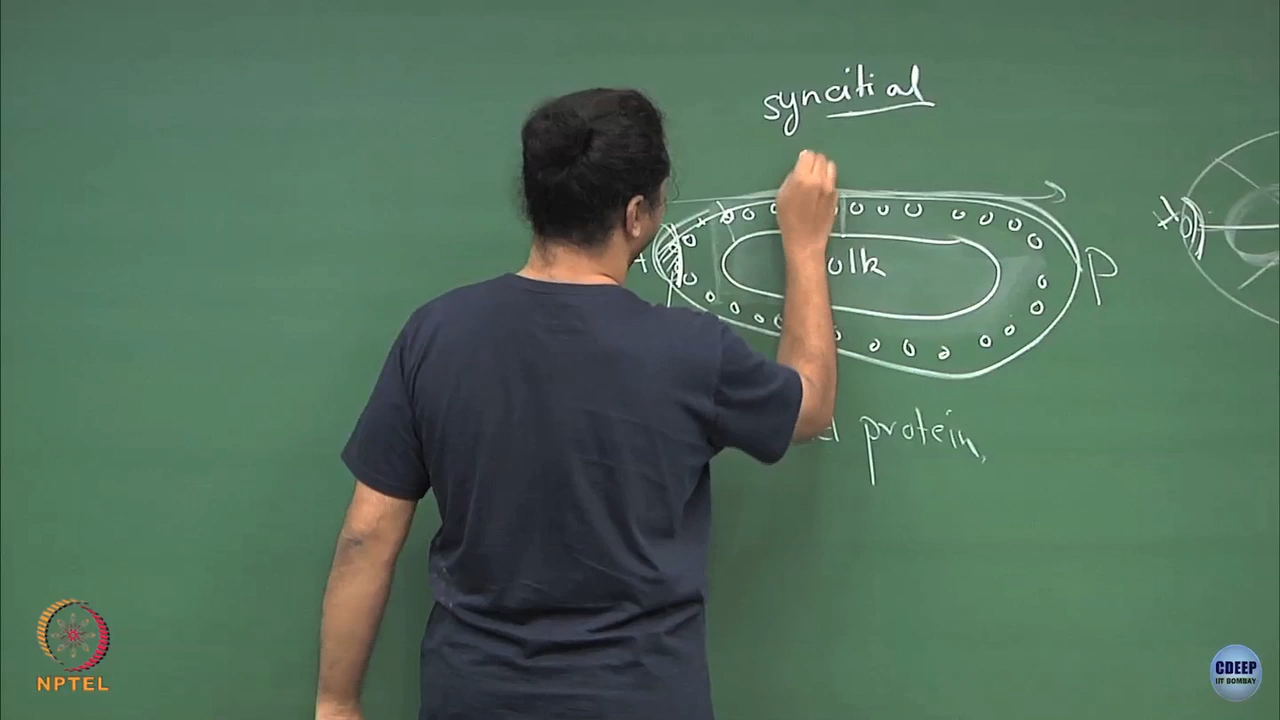 syncitial
A
olk
P
protein,
NPTEL
CDEEP
IIT BOMBAY